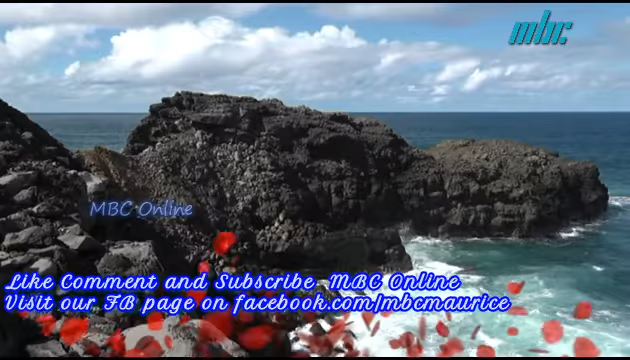 mbc
MBC Online
Like Comment and Subscribe MBC Online
Visit our FB page on facebook.com/mbcmaurice